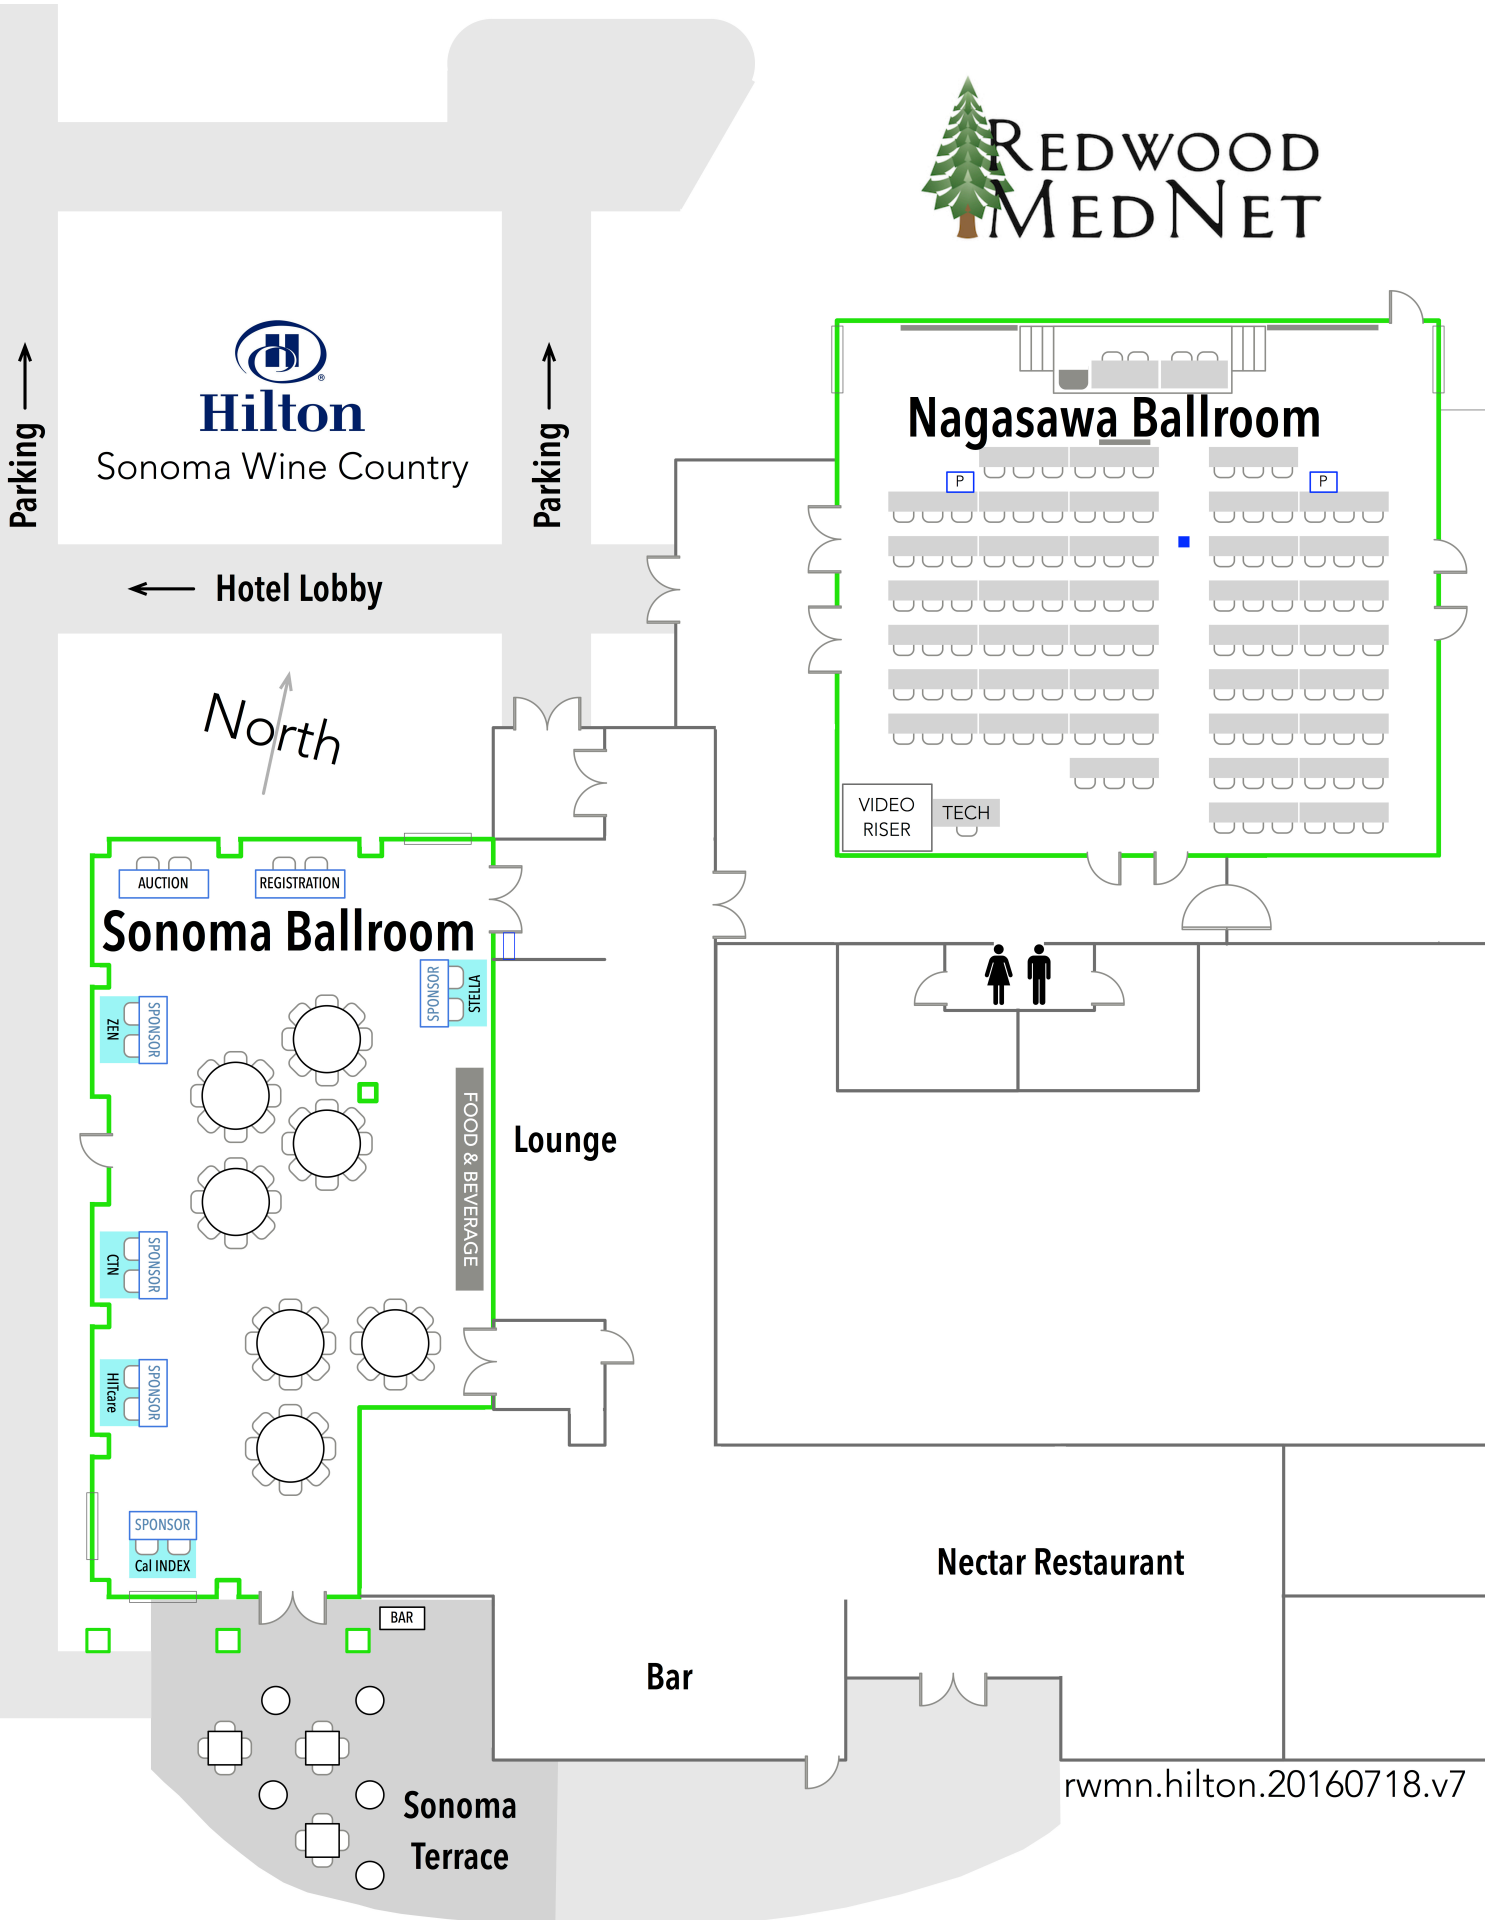 REDWOOD
MEDNET
Hilton
®
Sonoma Wine Country
Parking
Parking
Hotel Lobby
North
Nagasawa Ballroom
P
P
VIDEO
RISER
TECH
AUCTION
REGISTRATION
Sonoma Ballroom
SPONSOR
STELLA
ZEN
SPONSOR
FOOD & BEVERAGE
Lounge
CTN
SPONSOR
HITcare
SPONSOR
SPONSOR
Cal INDEX
BAR
Nectar Restaurant
Bar
Sonoma
Terrace
rwmn.hilton.20160718.v7